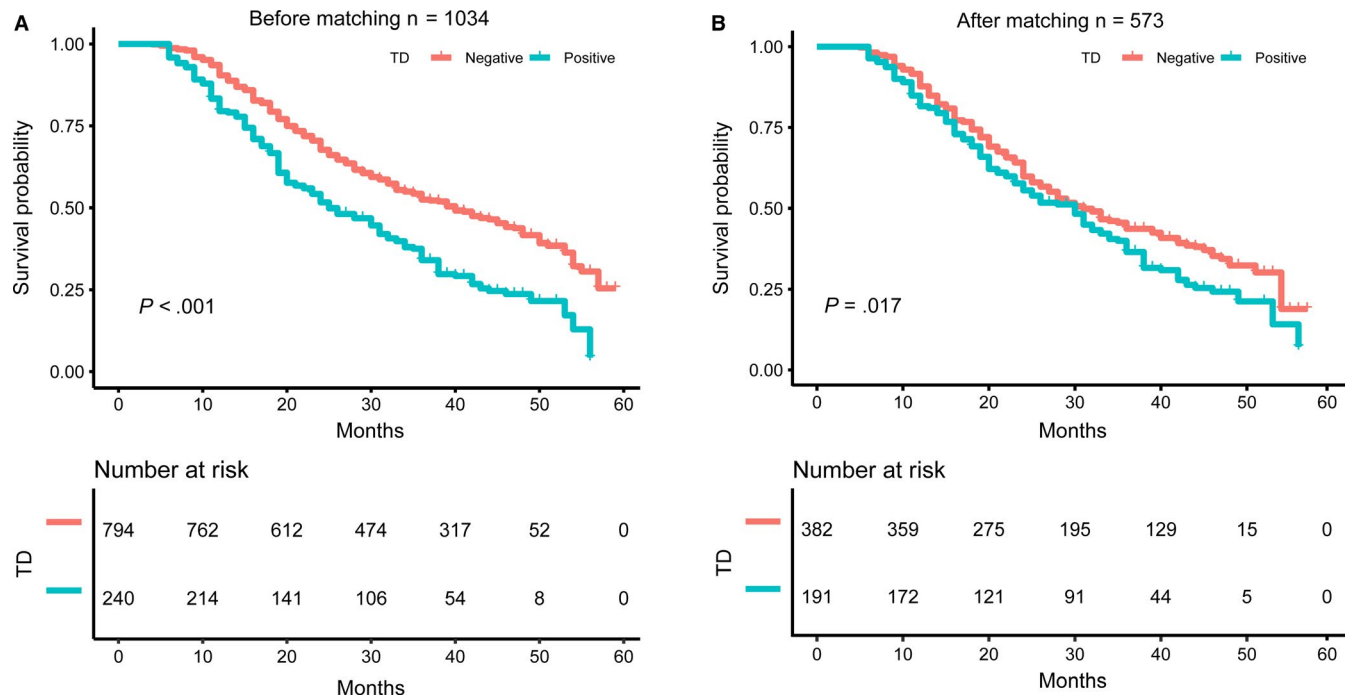 A
Before matching n = 1034
TD Negative Positive
Survival probability
1.00
0.75
0.50
0.25
0.00
P < .001
0 10 20 30 40 50 60
Months
Number at risk
TD
794 762 612 474 317 52 0
240 214 141 106 54 8 0
0 10 20 30 40 50 60
Months
B
After matching n = 573
TD Negative Positive
Survival probability
1.00
0.75
0.50
0.25
0.00
P = .017
0 10 20 30 40 50 60
Months
Number at risk
TD
382 359 275 195 129 15 0
191 172 121 91 44 5 0
0 10 20 30 40 50 60
Months